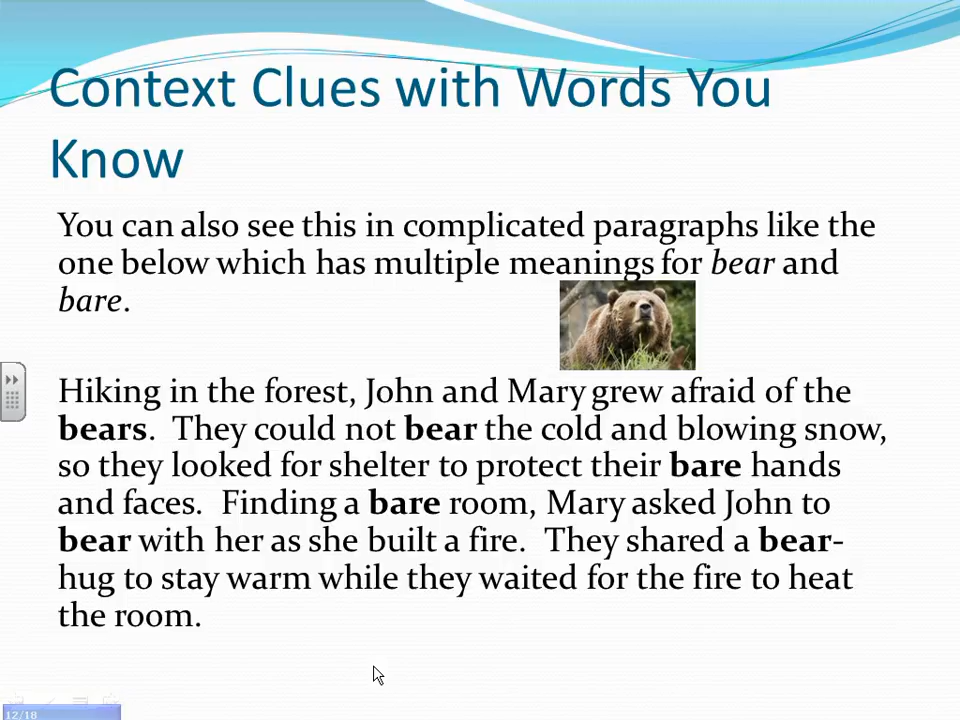 Context Clues with Words You
Know
You can also see this in complicated paragraphs like the
one below which has multiple meanings for bear and
bare.
Hiking in the forest, John and Mary grew afraid of the
bears.  They could not bear the cold and blowing snow,
so they looked for shelter to protect their bare hands
and faces.  Finding a bare room, Mary asked John to
bear with her as she built a fire.  They shared a bear-
hug to stay warm while they waited for the fire to heat
the room.
12/18